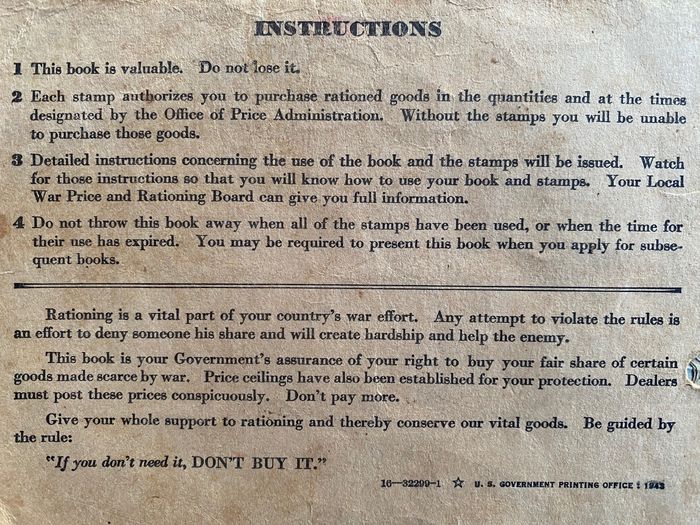 INSTRUCTIONS
1 This book is valuable. Do not lose it.
2 Each stamp authorizes you to purchase rationed goods in the quantities and at the times
designated by the Office of Price Administration. Without the stamps you will be unable
to purchase those goods.
3 Detailed instructions concerning the use of the book and the stamps will be issued. Watch
for those instructions so that you will know how to use your book and stamps. Your Local
War Price and Rationing Board can give you full information.
4 Do not throw this book away when all of the stamps have been used, or when the time for
their use has expired. You may be required to present this book when you apply for subse-
quent books.
Rationing is a vital part of your country's war effort. Any attempt to violate the rules is
an effort to deny someone his share and will create hardship and help the enemy.
This book is your Government's assurance of your right to buy your fair share of certain
goods made scarce by war. Price ceilings have also been established for your protection. Dealers
must post these prices conspicuously. Don't pay more.
Give your whole support to rationing and thereby conserve our vital goods. Be guided by
the rule:
"If you don't need it, DON'T BUY IT."
16—32299-1 ☆ U. S. GOVERNMENT PRINTING OFFICE : 1943